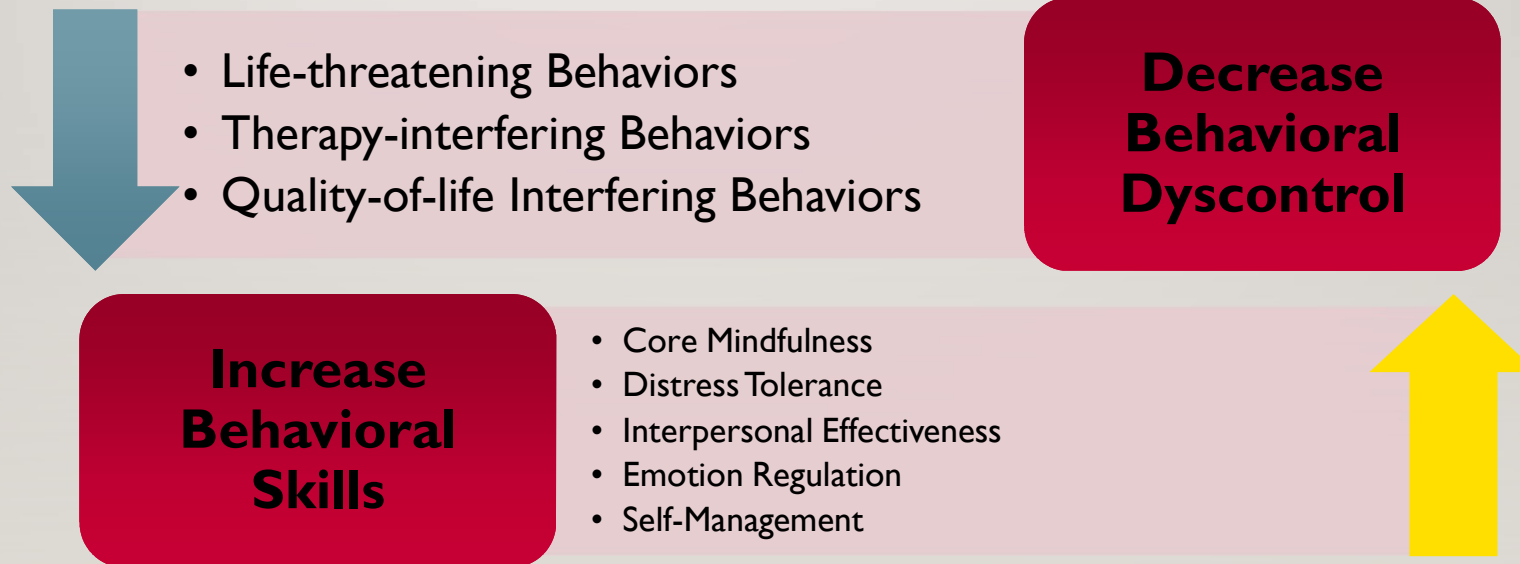 • Life-threatening Behaviors
• Therapy-interfering Behaviors
• Quality-of-life Interfering Behaviors
Decrease
Behavioral
Dyscontrol
Increase
Behavioral
Skills
• Core Mindfulness
• Distress Tolerance
• Interpersonal Effectiveness
• Emotion Regulation
• Self-Management